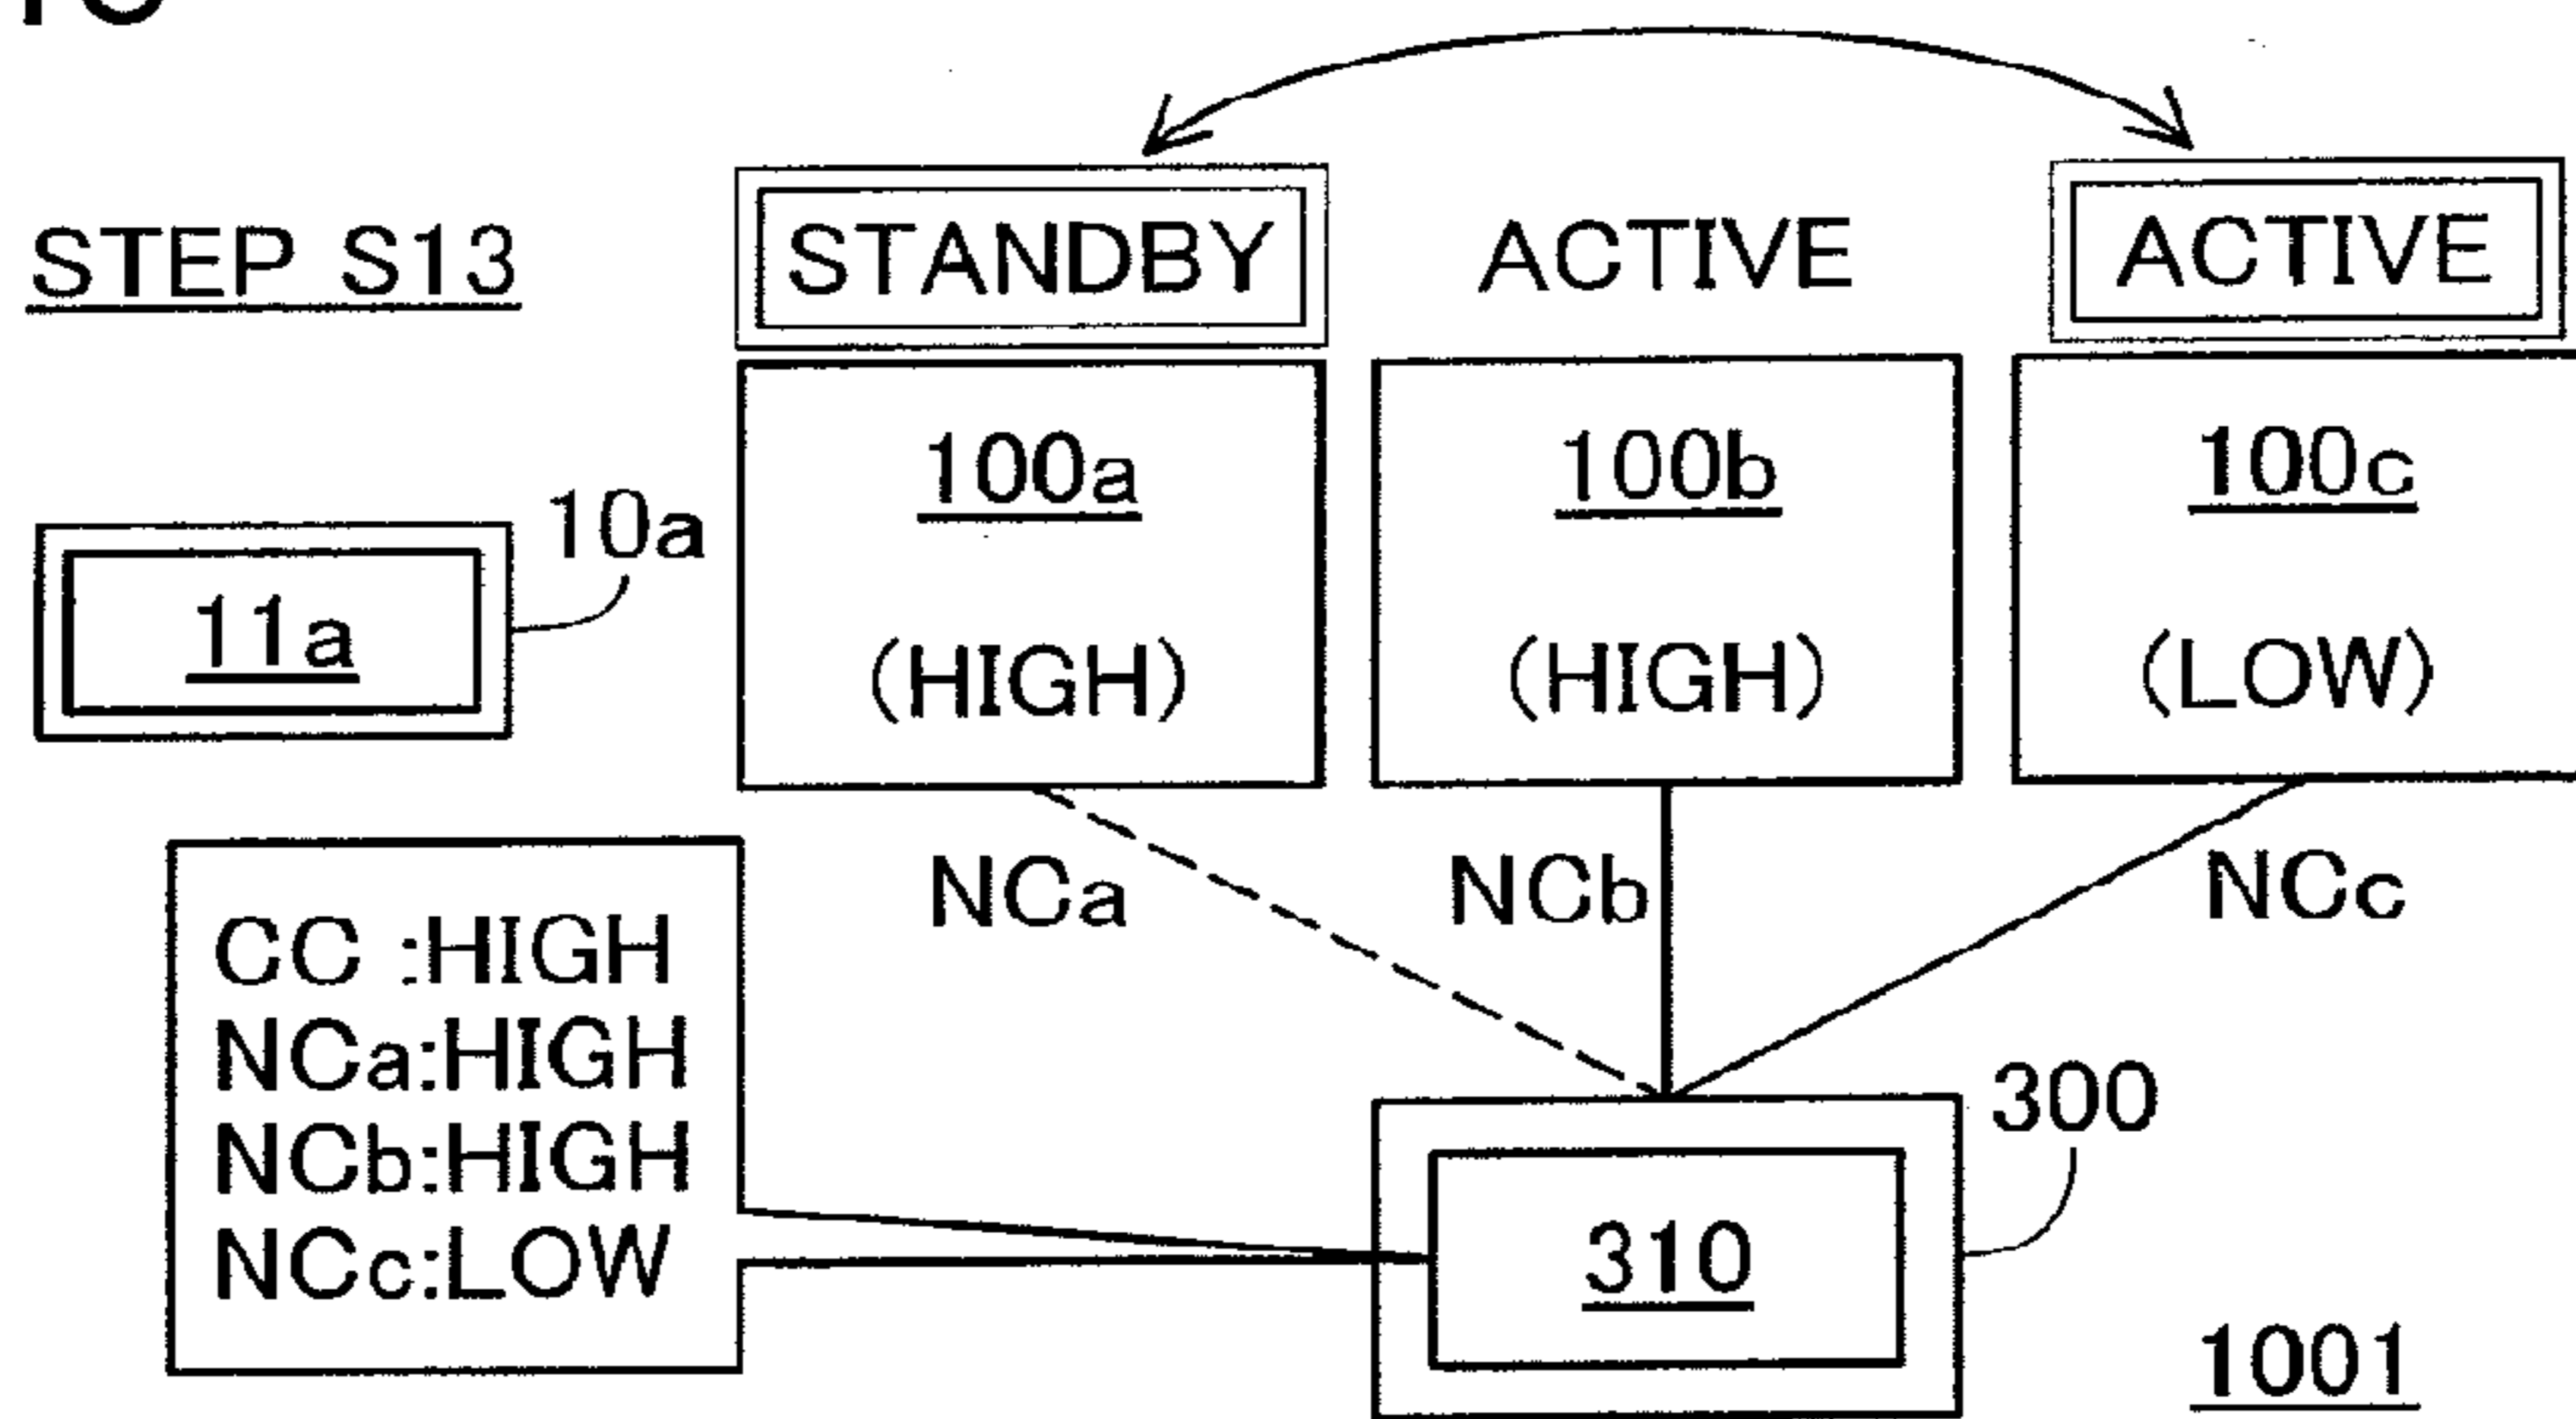 STEP S13
STANDBY
ACTIVE
ACTIVE
100a
100b
100c
10a
11a
(HIGH)
(HIGH)
(LOW)
NCa
NCb
NCc
CC :HIGH
NCa:HIGH
NCb:HIGH
NCc:LOW
300
310
1001